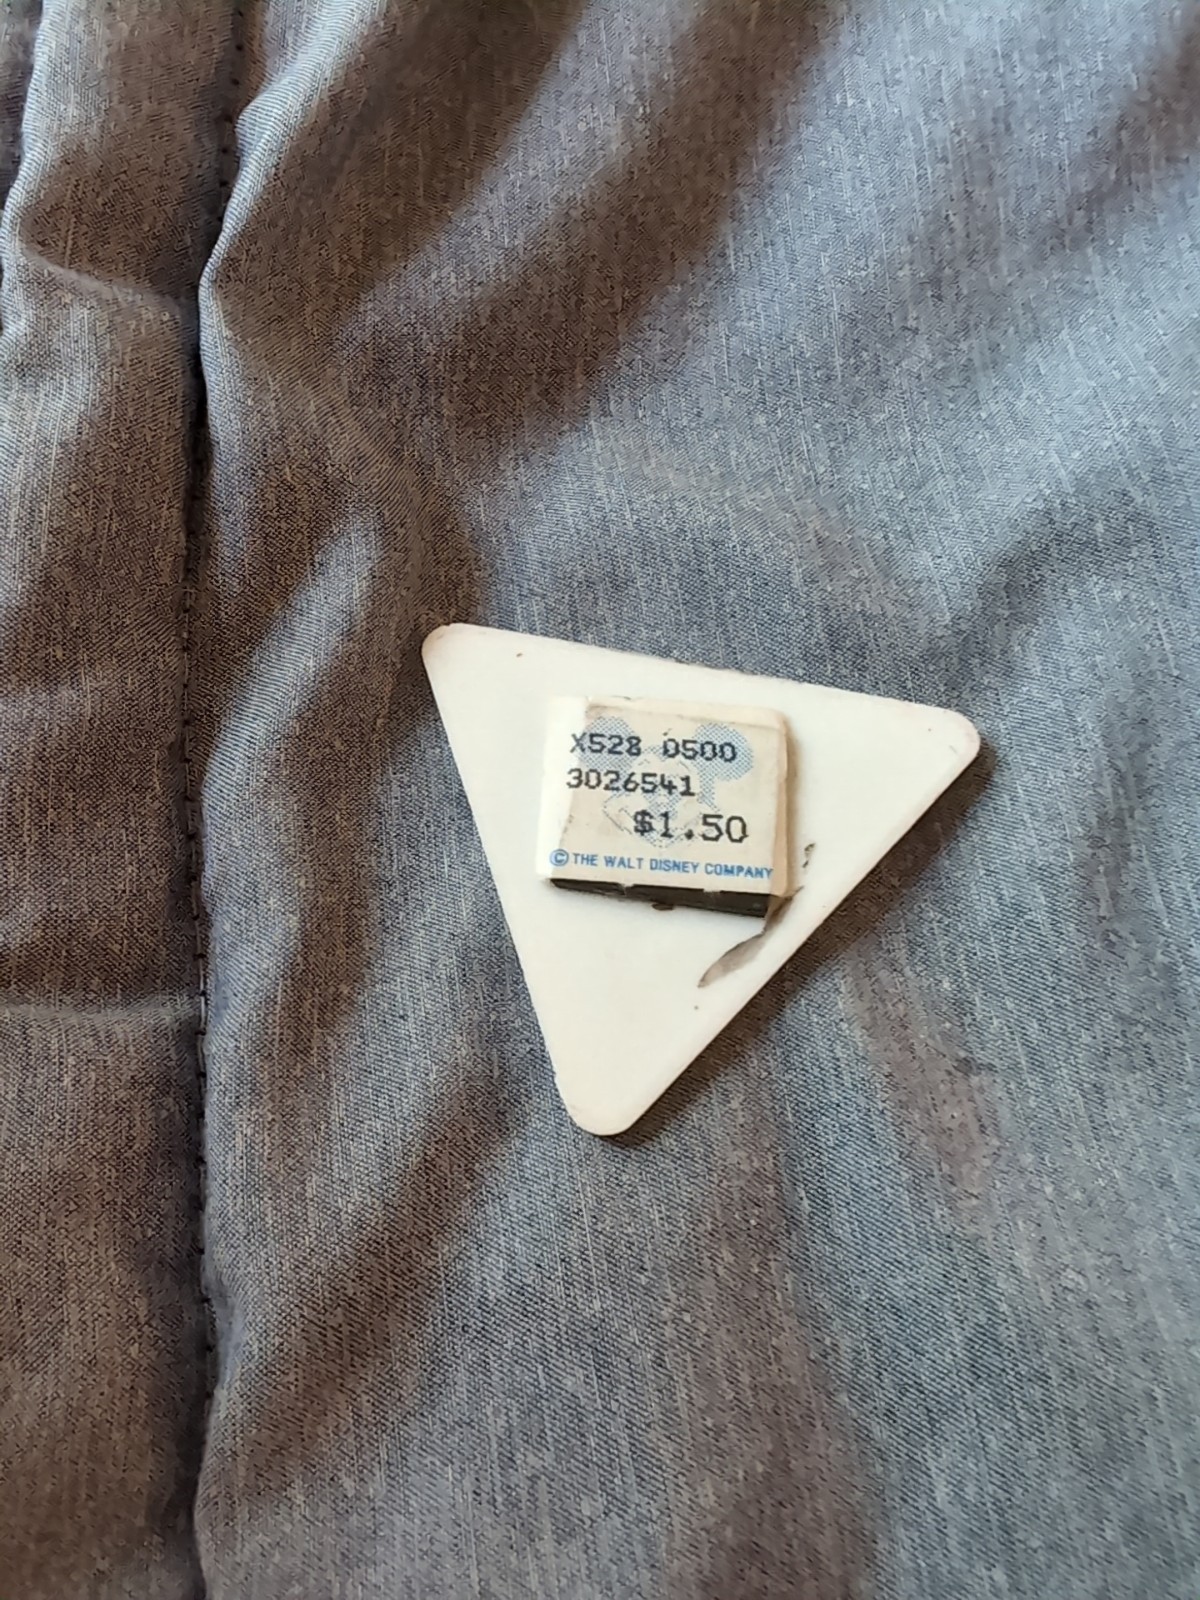 X528 0500
3026541
$1.50
© THE WALT DISNEY COMPANY